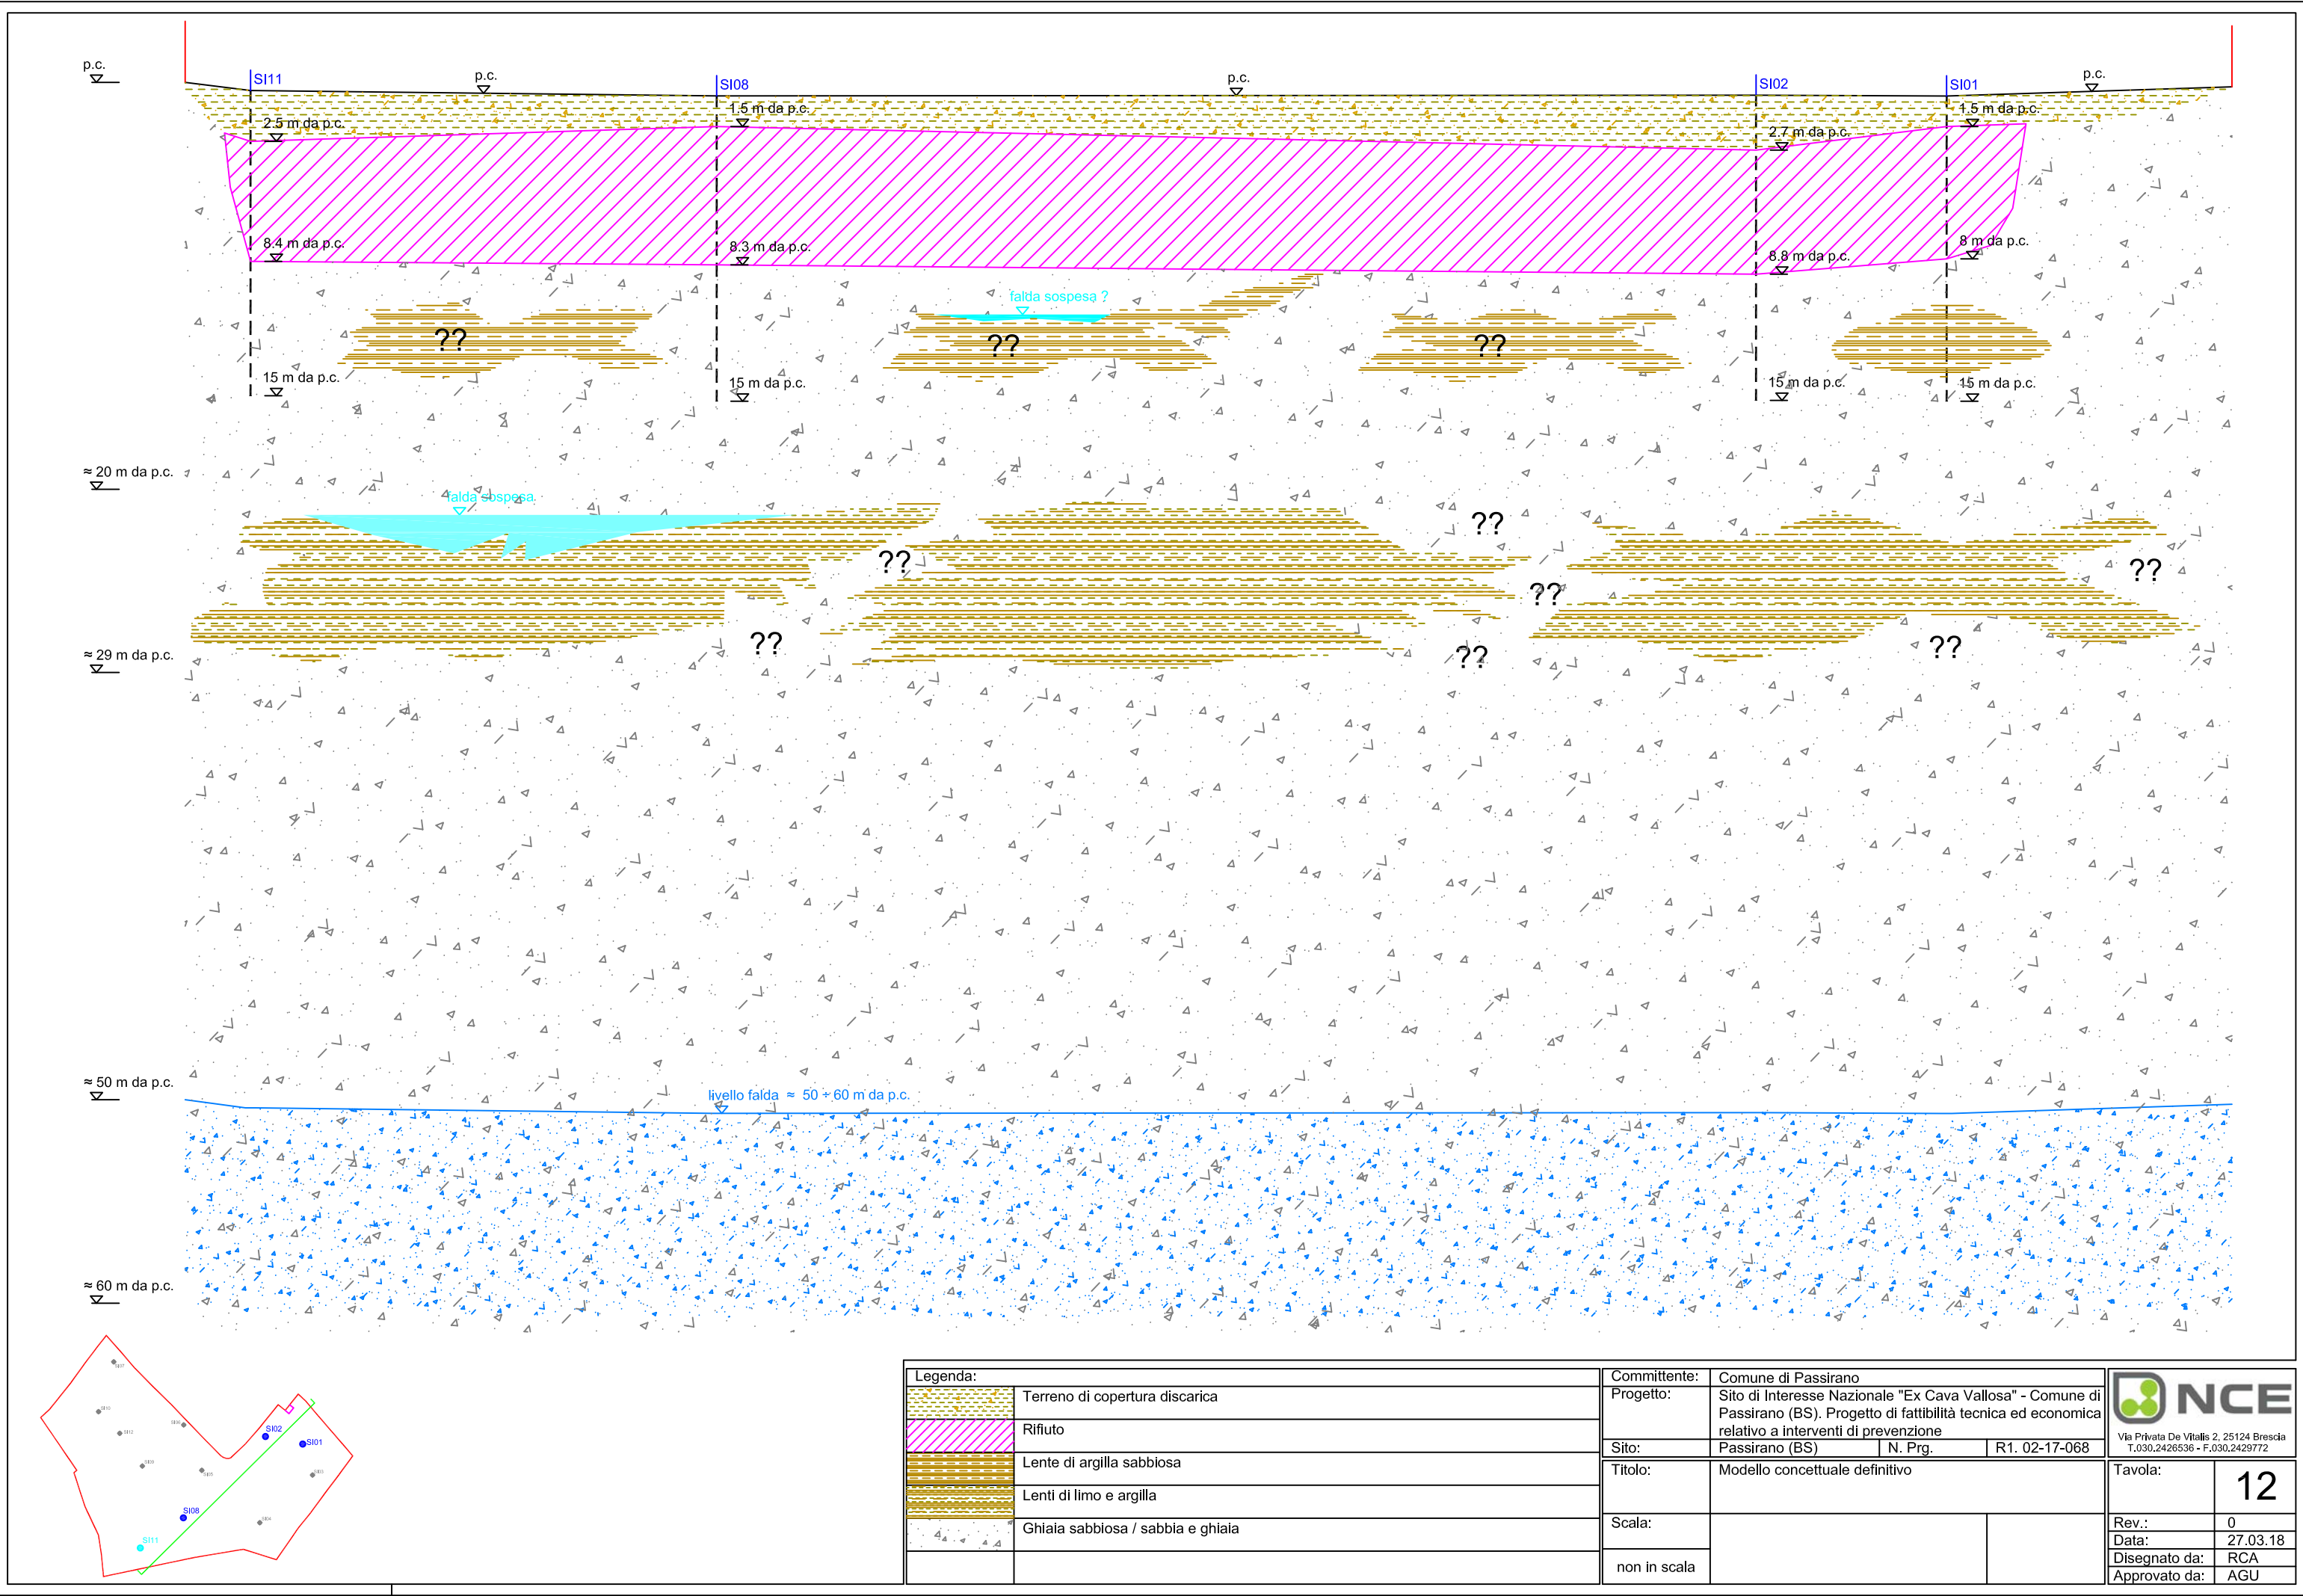 p.c.
SI11
p.c.
SI08
p.c.
SI02
SI01
p.c.
2.5 m da p.c.
1.5 m da p.c.
2.7 m da p.c.
1.5 m da p.c.
8.4 m da p.c.
8.3 m da p.c.
8.8 m da p.c.
8 m da p.c.
falda sospesa ?
??
??
??
15 m da p.c.
15 m da p.c.
15 m da p.c.
15 m da p.c.
≈ 20 m da p.c.
falda sospesa
??
??
??
??
??
??
??
≈ 29 m da p.c.
≈ 50 m da p.c.
livello falda ≈ 50 ÷ 60 m da p.c.
≈ 60 m da p.c.
SI02
SI01
SI08
SI11
Legenda:
Terreno di copertura discarica
Rifiuto
Lente di argilla sabbiosa
Lenti di limo e argilla
Ghiaia sabbiosa / sabbia e ghiaia
Committente: Comune di Passirano
Progetto: Sito di Interesse Nazionale "Ex Cava Vallosa" - Comune di
Passirano (BS). Progetto di fattibilità tecnica ed economica
relativo a interventi di prevenzione
Sito: Passirano (BS) N. Prg. R1. 02-17-068
Titolo: Modello concettuale definitivo
Scala:
non in scala
NCE
Via Privata De Vitalis 2, 25124 Brescia
T.030.2426536 - F.030.2429772
Tavola: 12
Rev.: 0
Data: 27.03.18
Disegnato da: RCA
Approvato da: AGU